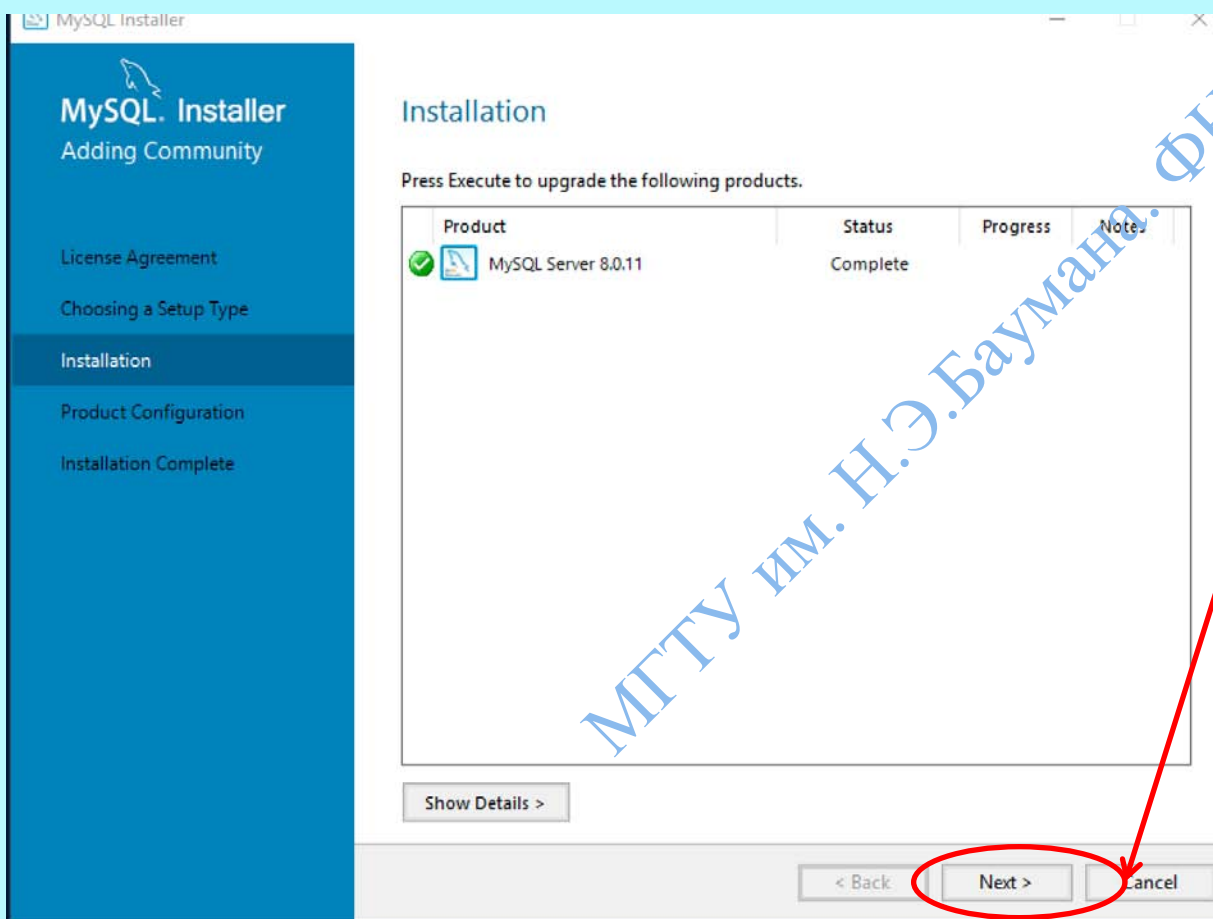 MySQL Installer
MySQL. Installer
Adding Community
License Agreement
Choosing a Setup Type
Installation
Product Configuration
Installation Complete
Installation
Press Execute to upgrade the following products.
Product Status Progress Notes
MySQL Server 8.0.11 Complete
Show Details >
< Back Next > Cancel
МГТУ им. Н.Э.Баумана.